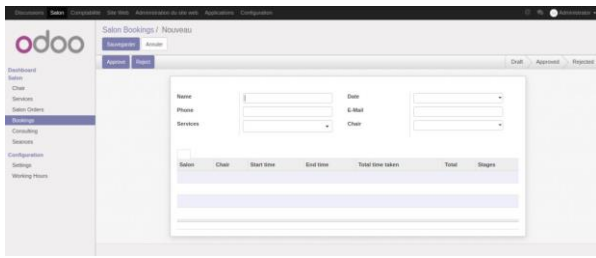 Discussions Salon Comptabilité Site Web Administration du site web Applications Configuration Administrator
odoo
Salon Bookings / Nouveau
Sauvegarder Annuler
Approve Reject Draft Approved Rejected
Dashboard
Salon
Chair
Services
Salon Orders
Bookings
Consulting
Seances
Configuration
Settings
Working Hours
Name Date
Phone E-Mail
Services Chair
Salon Chair Start time End time Total time taken Total Stages